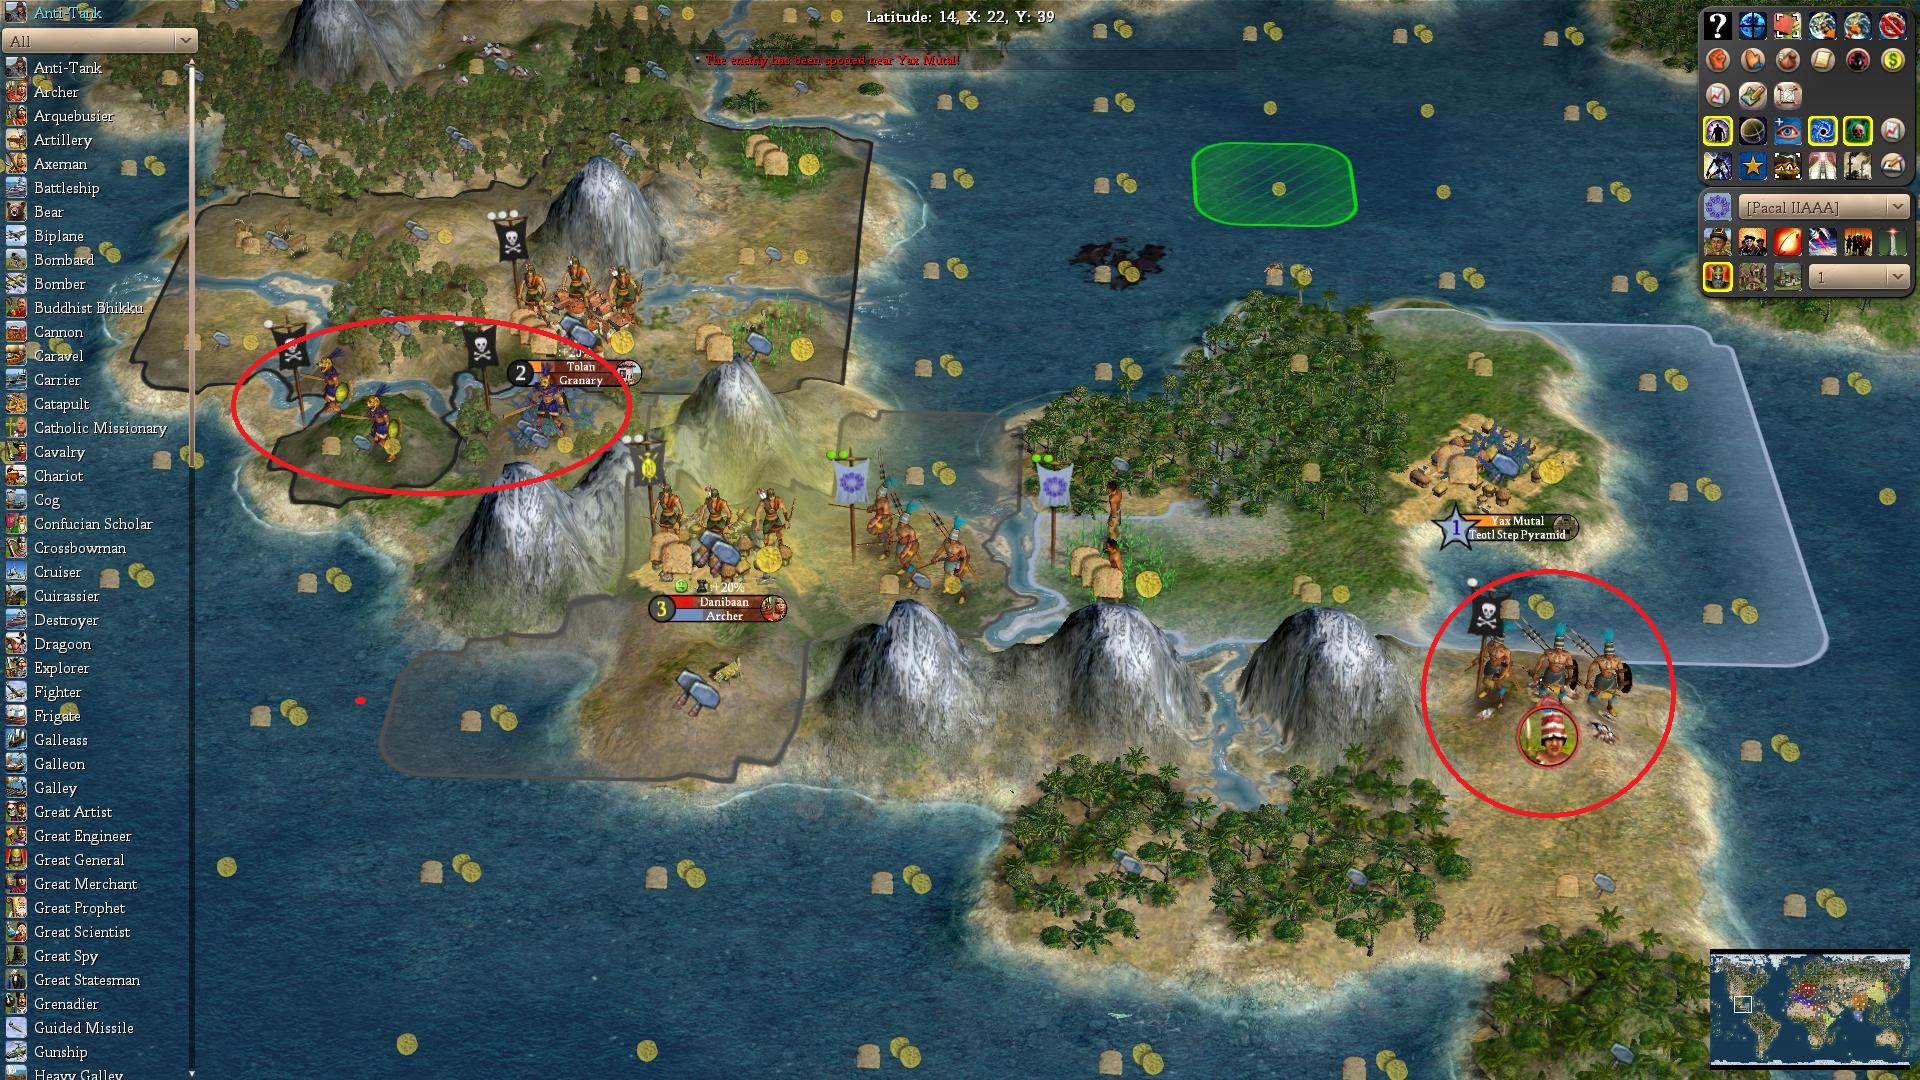 Anti-Tank
All
Anti-Tank
Archer
Arquebusier
Artillery
Axeman
Battleship
Bear
Biplane
Bombard
Bomber
Buddhist Bhikku
Cannon
Caravel
Carrier
Catapult
Catholic Missionary
Cavalry
Chariot
Cog
Confucian Scholar
Crossbowman
Cruiser
Cuirassier
Destroyer
Dragoon
Explorer
Fighter
Frigate
Galleass
Galleon
Galley
Great Artist
Great Engineer
Great General
Great Merchant
Great Prophet
Great Scientist
Great Spy
Great Statesman
Grenadier
Guided Missile
Gunship
Heavy Galley
Latitude: 14, X: 22, Y: 39
The enemy has been spotted near Yax Mutal!
2 Tolan
Granary
+20%
3 Danibaan
Archer
1 Yax Mutal
Teotl Step Pyramid
?
$
[Pacal IIAAA]
1